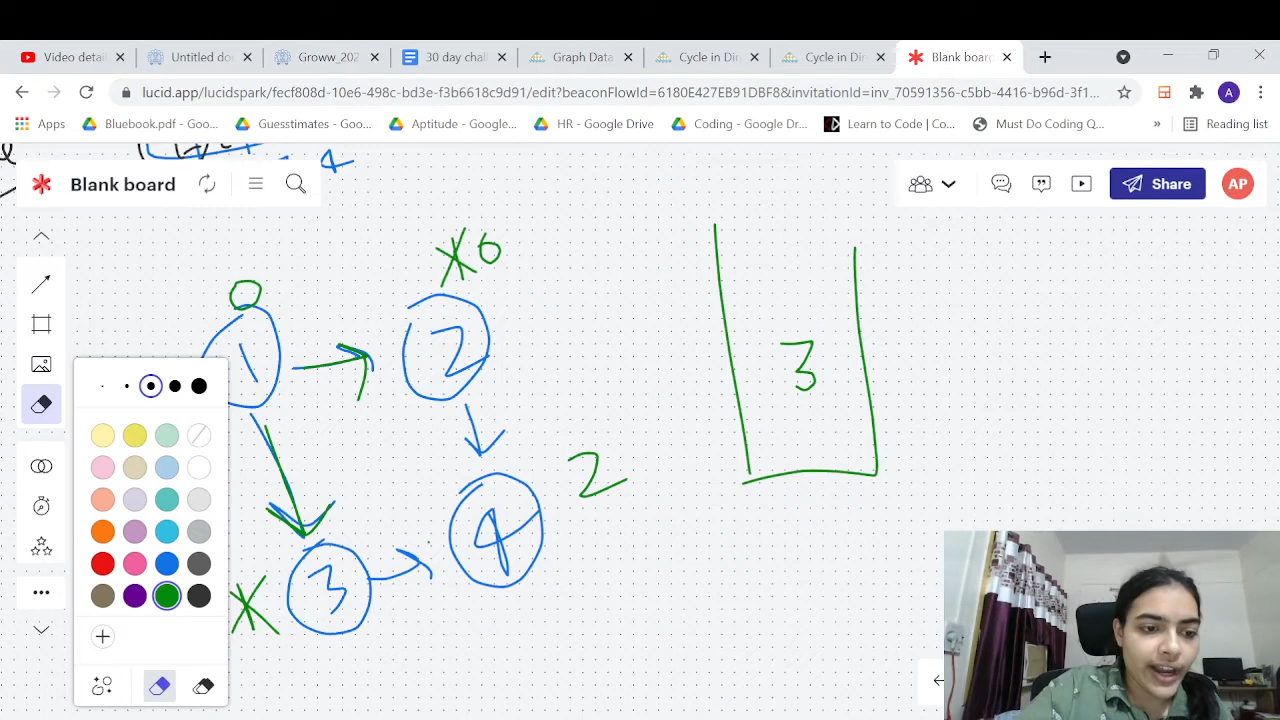 Video detail
Untitled do
Groww_202
30 day chall
Graph Data
Cycle in Dir
Cycle in Dir
Blank board
lucid.app/lucidspark/fecf808d-10e6-498c-bd3e-f3b6618c9d91/edit?beaconFlowId=6180E427EB91DBF8&invitationId=inv_70591356-c5bb-4416-b96d-3f1...
A
Apps
Bluebook.pdf - Go...
Guesstimates - Goo...
Aptitude - Google...
HR - Google Drive
Coding - Google Dr...
Learn to Code | Co...
Must Do Coding Q...
»
Reading list
4
Blank board
Share
AP
0
0
1
2
3
2
4
3